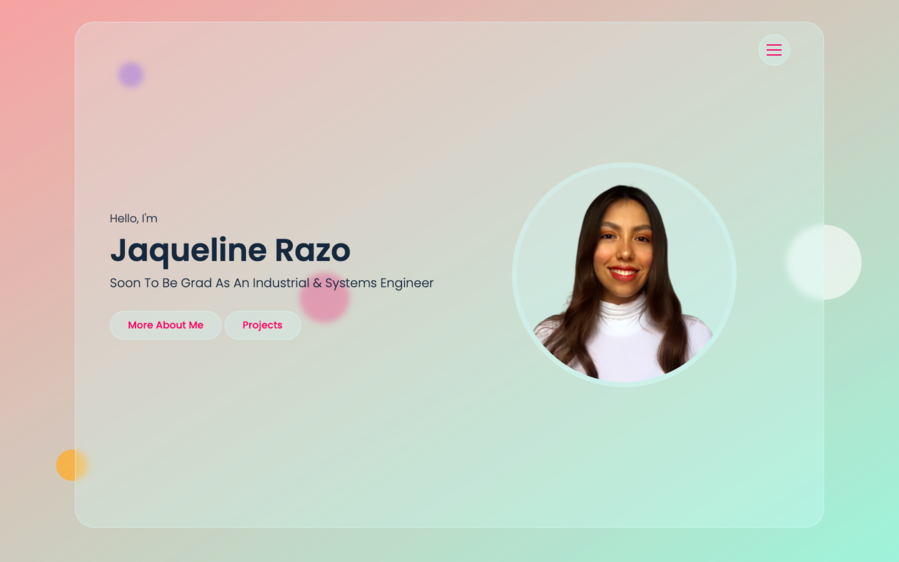 Hello, I'm
Jaqueline Razo
Soon To Be Grad As An Industrial & Systems Engineer
More About Me
Projects